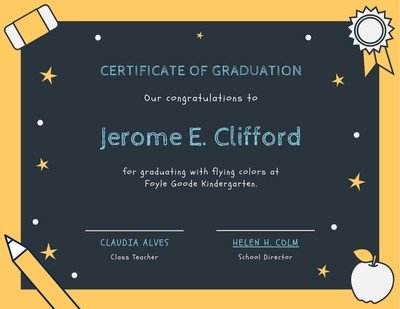 CERTIFICATE OF GRADUATION
Our congratulations to
Jerome E. Clifford
for graduating with flying colors at
Foyle Goode Kindergarten.
CLAUDIA ALVES
Class Teacher
HELEN H. COLM
School Director